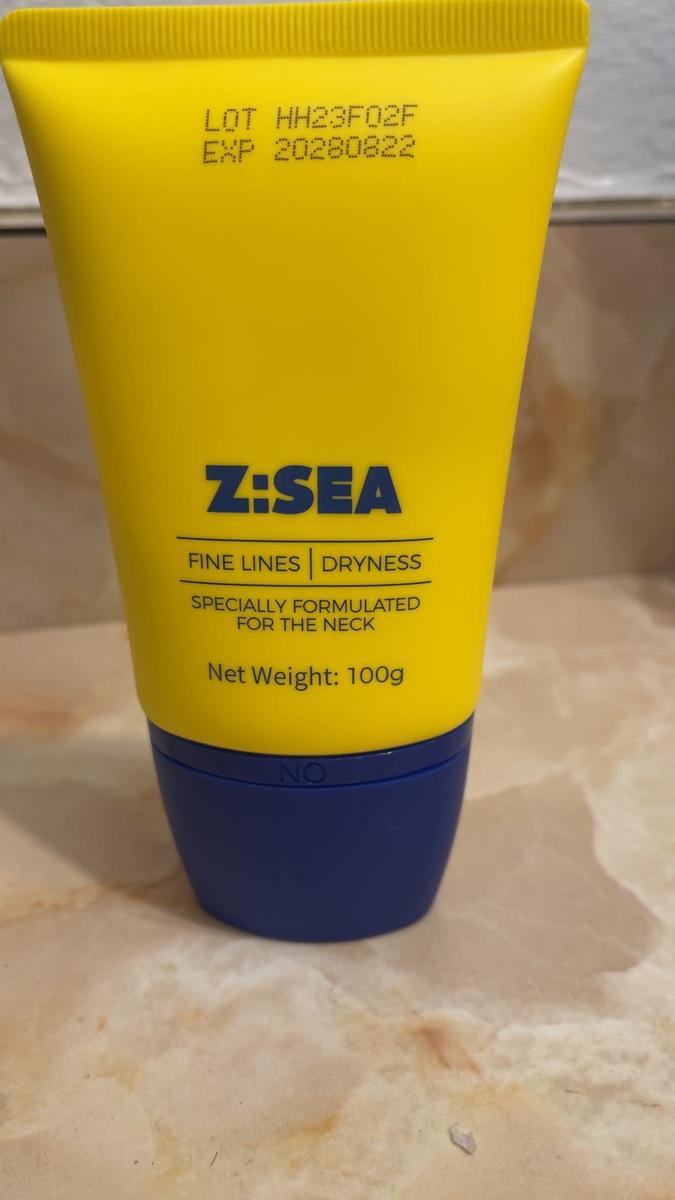 LOT HH23F02F
EXP 20280822
Z:SEA
FINE LINES | DRYNESS
SPECIALLY FORMULATED
FOR THE NECK
Net Weight: 100g
NO